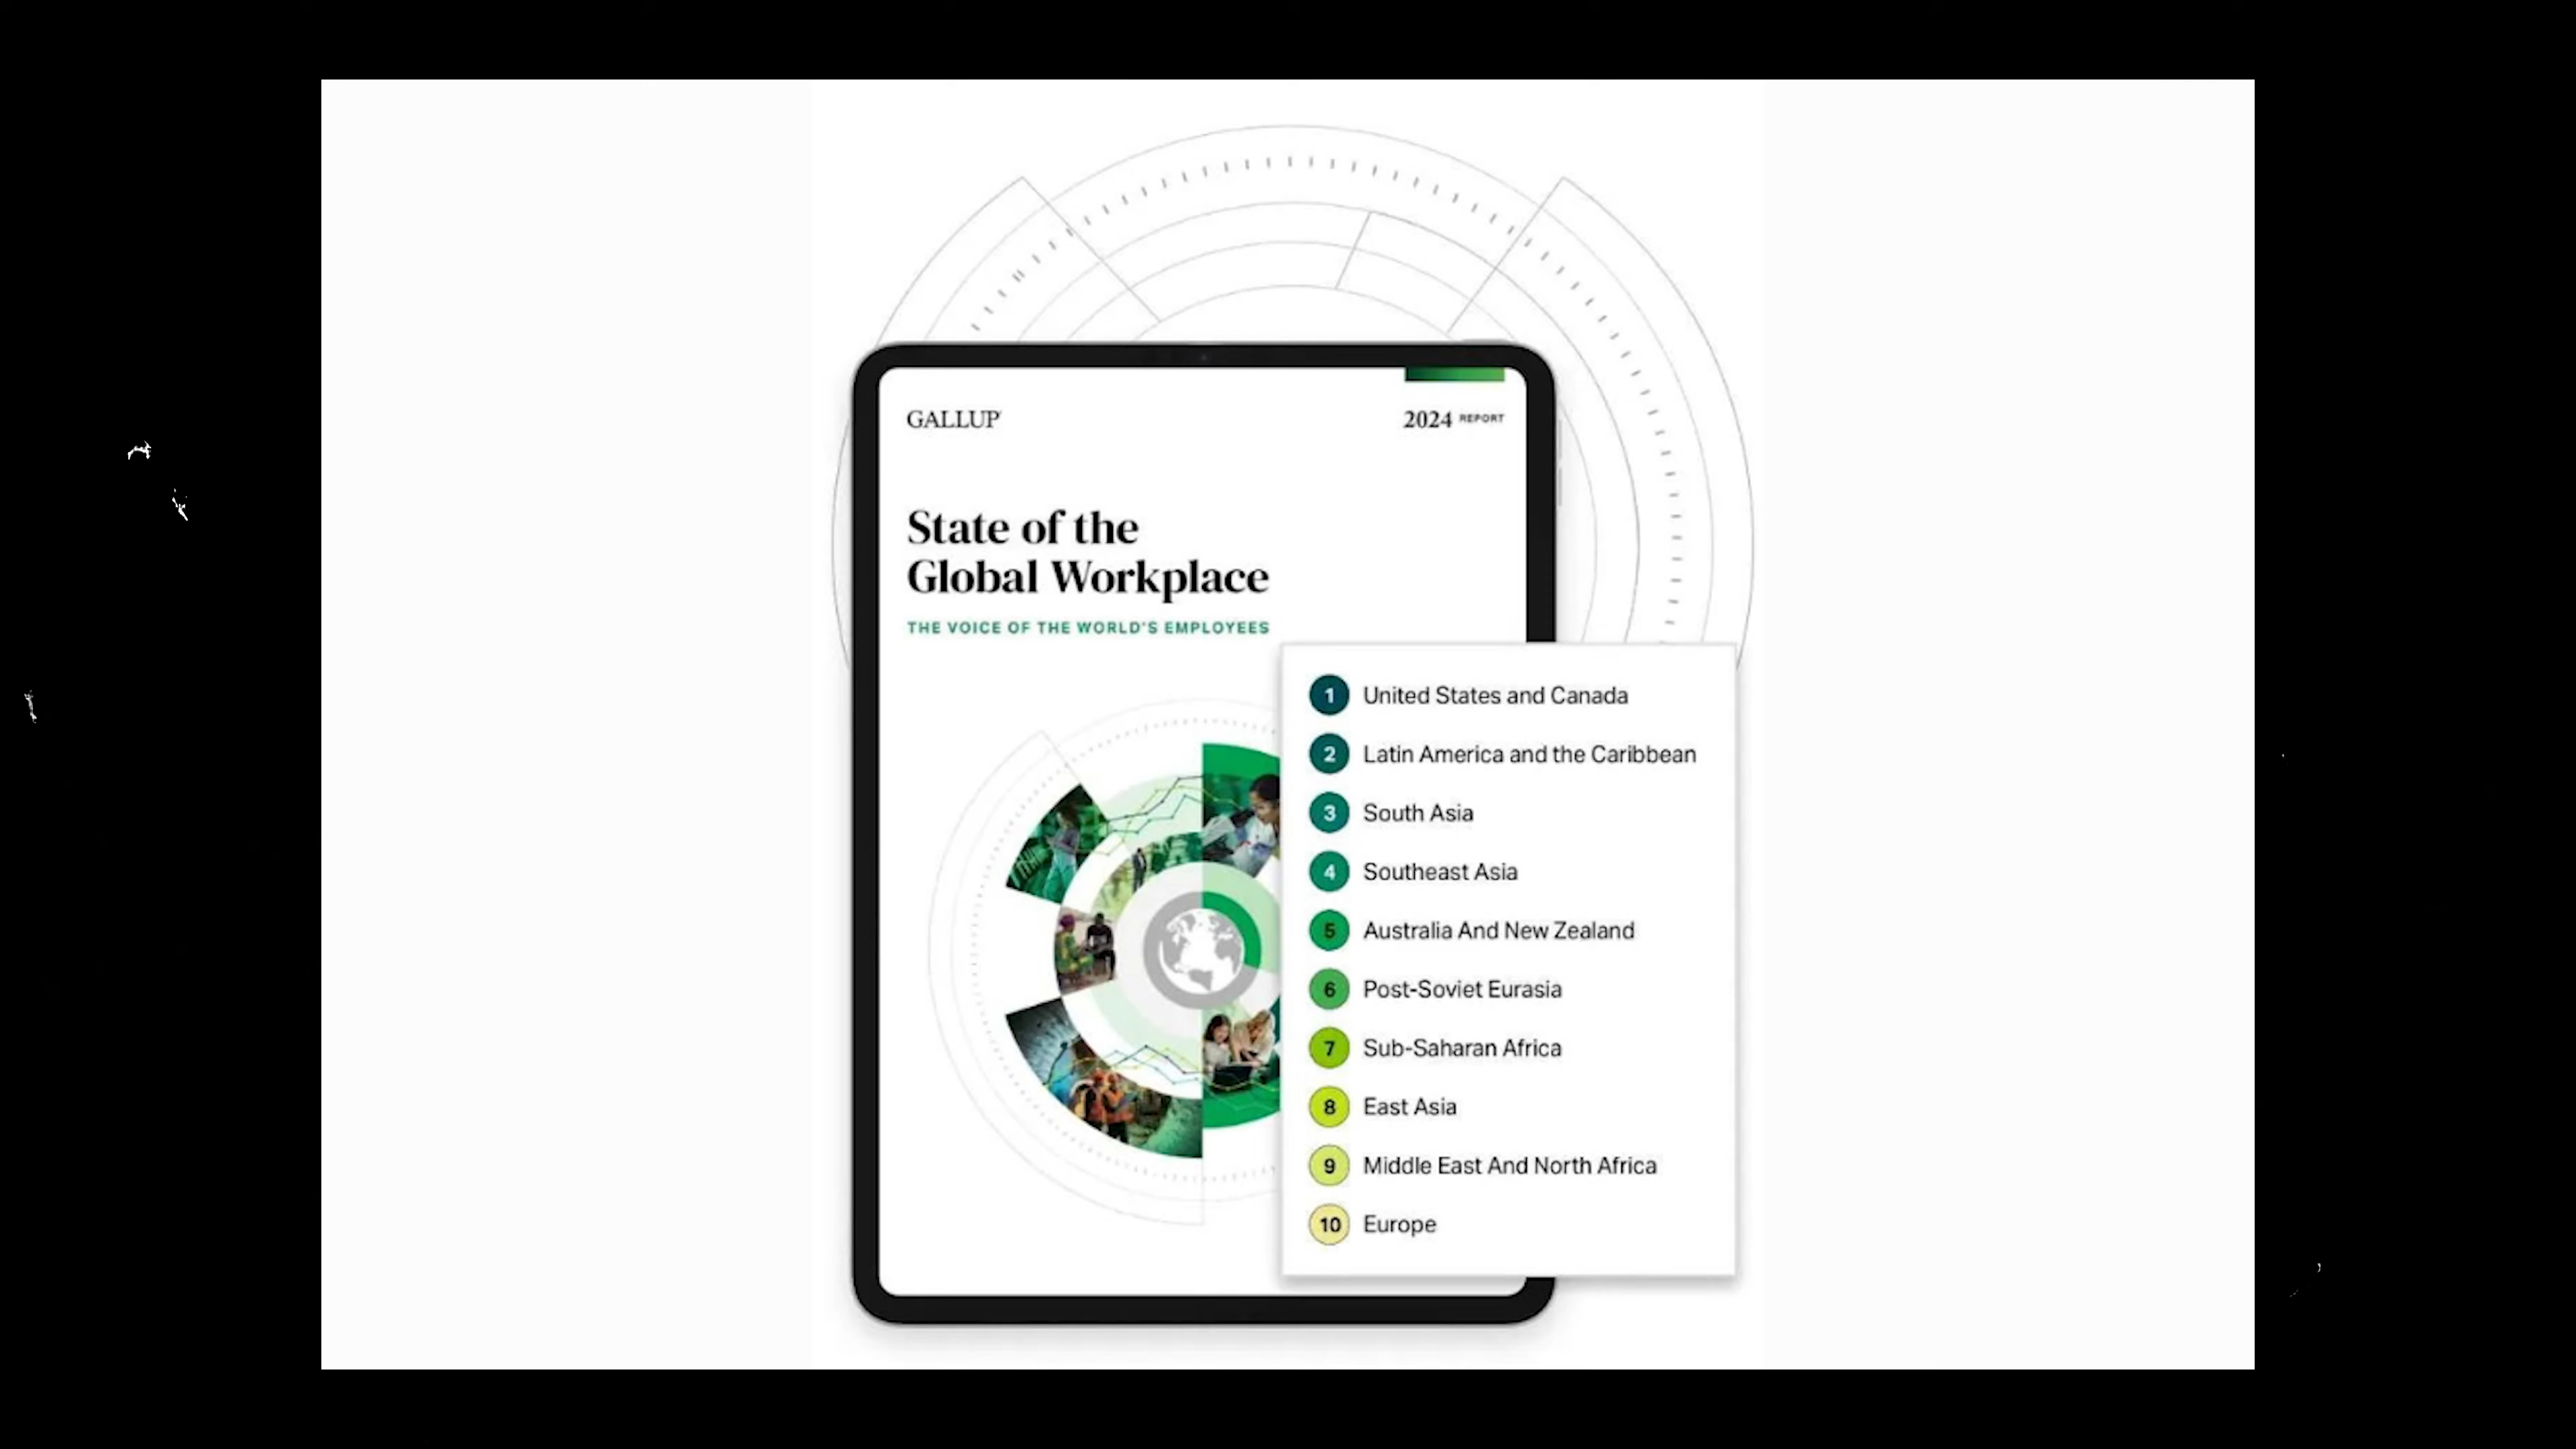 GALLUP
2024 REPORT
State of the
Global Workplace
THE VOICE OF THE WORLD'S EMPLOYEES
1 United States and Canada
2 Latin America and the Caribbean
3 South Asia
4 Southeast Asia
5 Australia And New Zealand
6 Post-Soviet Eurasia
7 Sub-Saharan Africa
8 East Asia
9 Middle East And North Africa
10 Europe